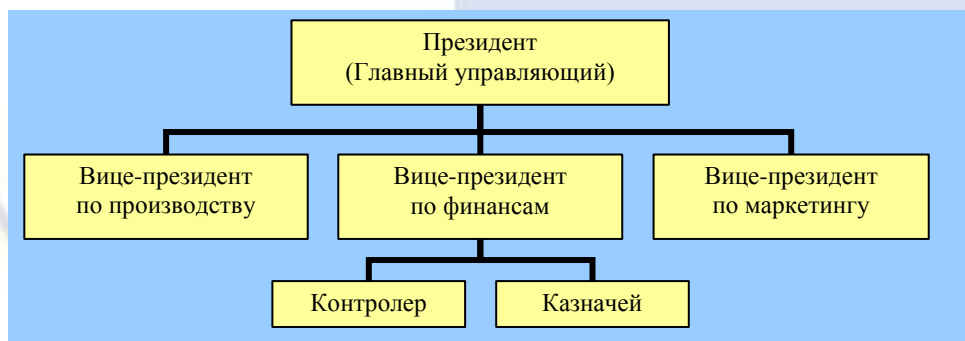 Президент
(Главный управляющий)
Вице-президент
по производству
Вице-президент
по финансам
Вице-президент
по маркетингу
Контролер
Казначей